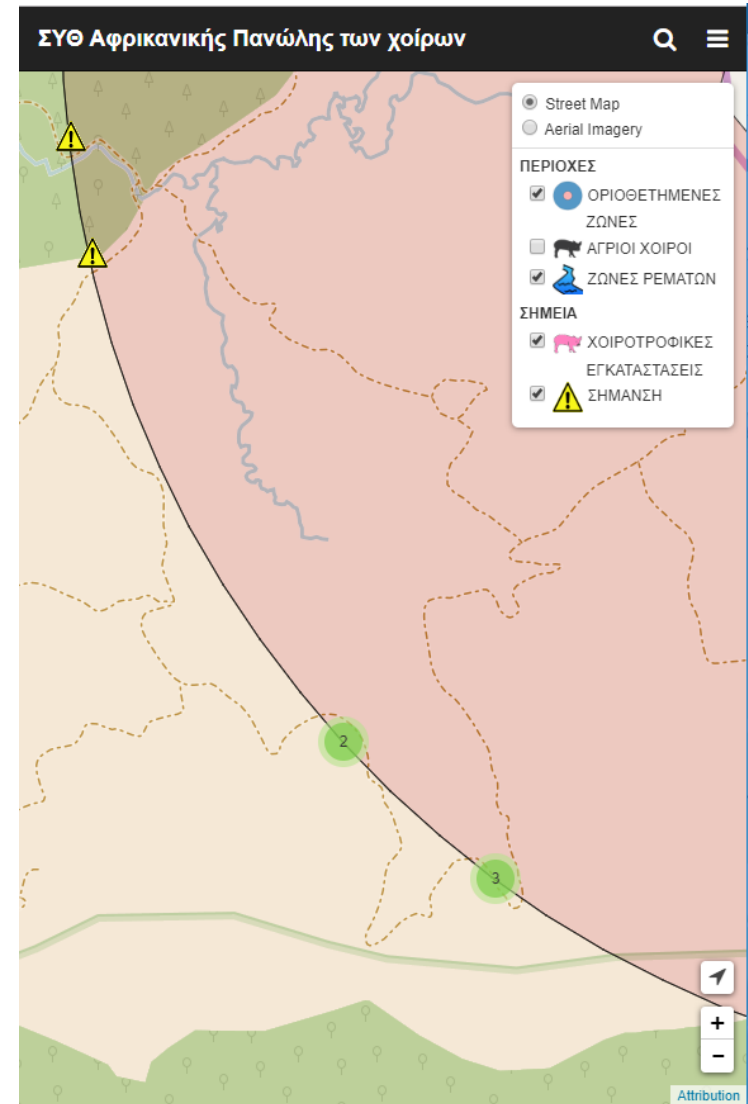 ΣΥΘ Αφρικανικής Πανώλης των χοίρων
Street Map
Aerial Imagery
ΠΕΡΙΟΧΕΣ
ΟΡΙΟΘΕΤΗΜΕΝΕΣ
ΖΩΝΕΣ
ΑΓΡΙΟΙ ΧΟΙΡΟΙ
ΖΩΝΕΣ ΡΕΜΑΤΩΝ
ΣΗΜΕΙΑ
ΧΟΙΡΟΤΡΟΦΙΚΕΣ
ΕΓΚΑΤΑΣΤΑΣΕΙΣ
ΣΗΜΑΝΣΗ
2
3
+
−
Attribution